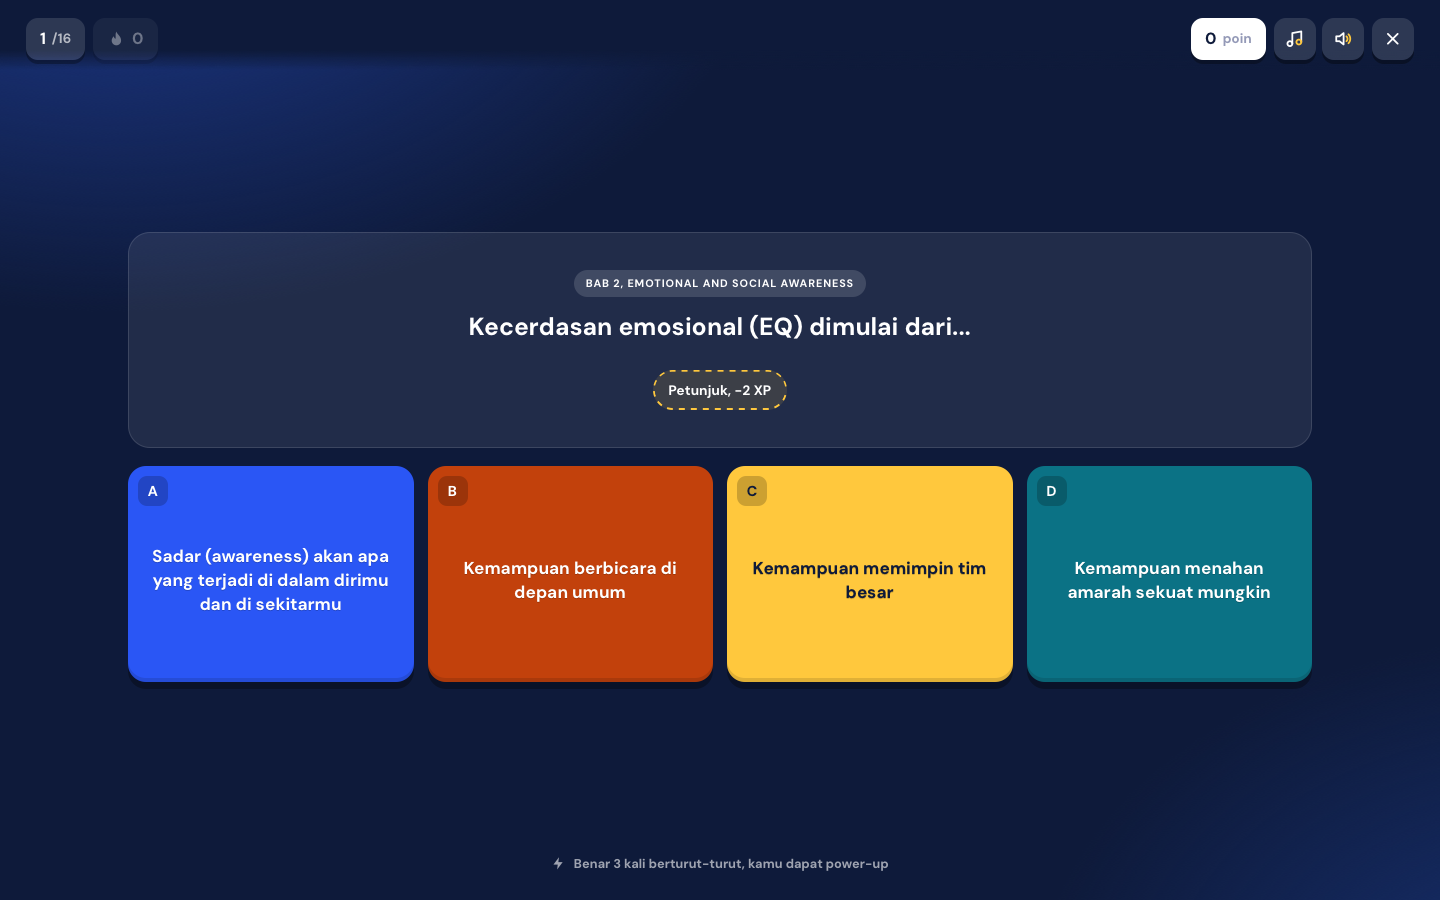 1 /16
0
0 poin
BAB 2, EMOTIONAL AND SOCIAL AWARENESS
Kecerdasan emosional (EQ) dimulai dari...
Petunjuk, -2 XP
A
Sadar (awareness) akan apa
yang terjadi di dalam dirimu
dan di sekitarmu
B
Kemampuan berbicara di
depan umum
C
Kemampuan memimpin tim
besar
D
Kemampuan menahan
amarah sekuat mungkin
Benar 3 kali berturut-turut, kamu dapat power-up